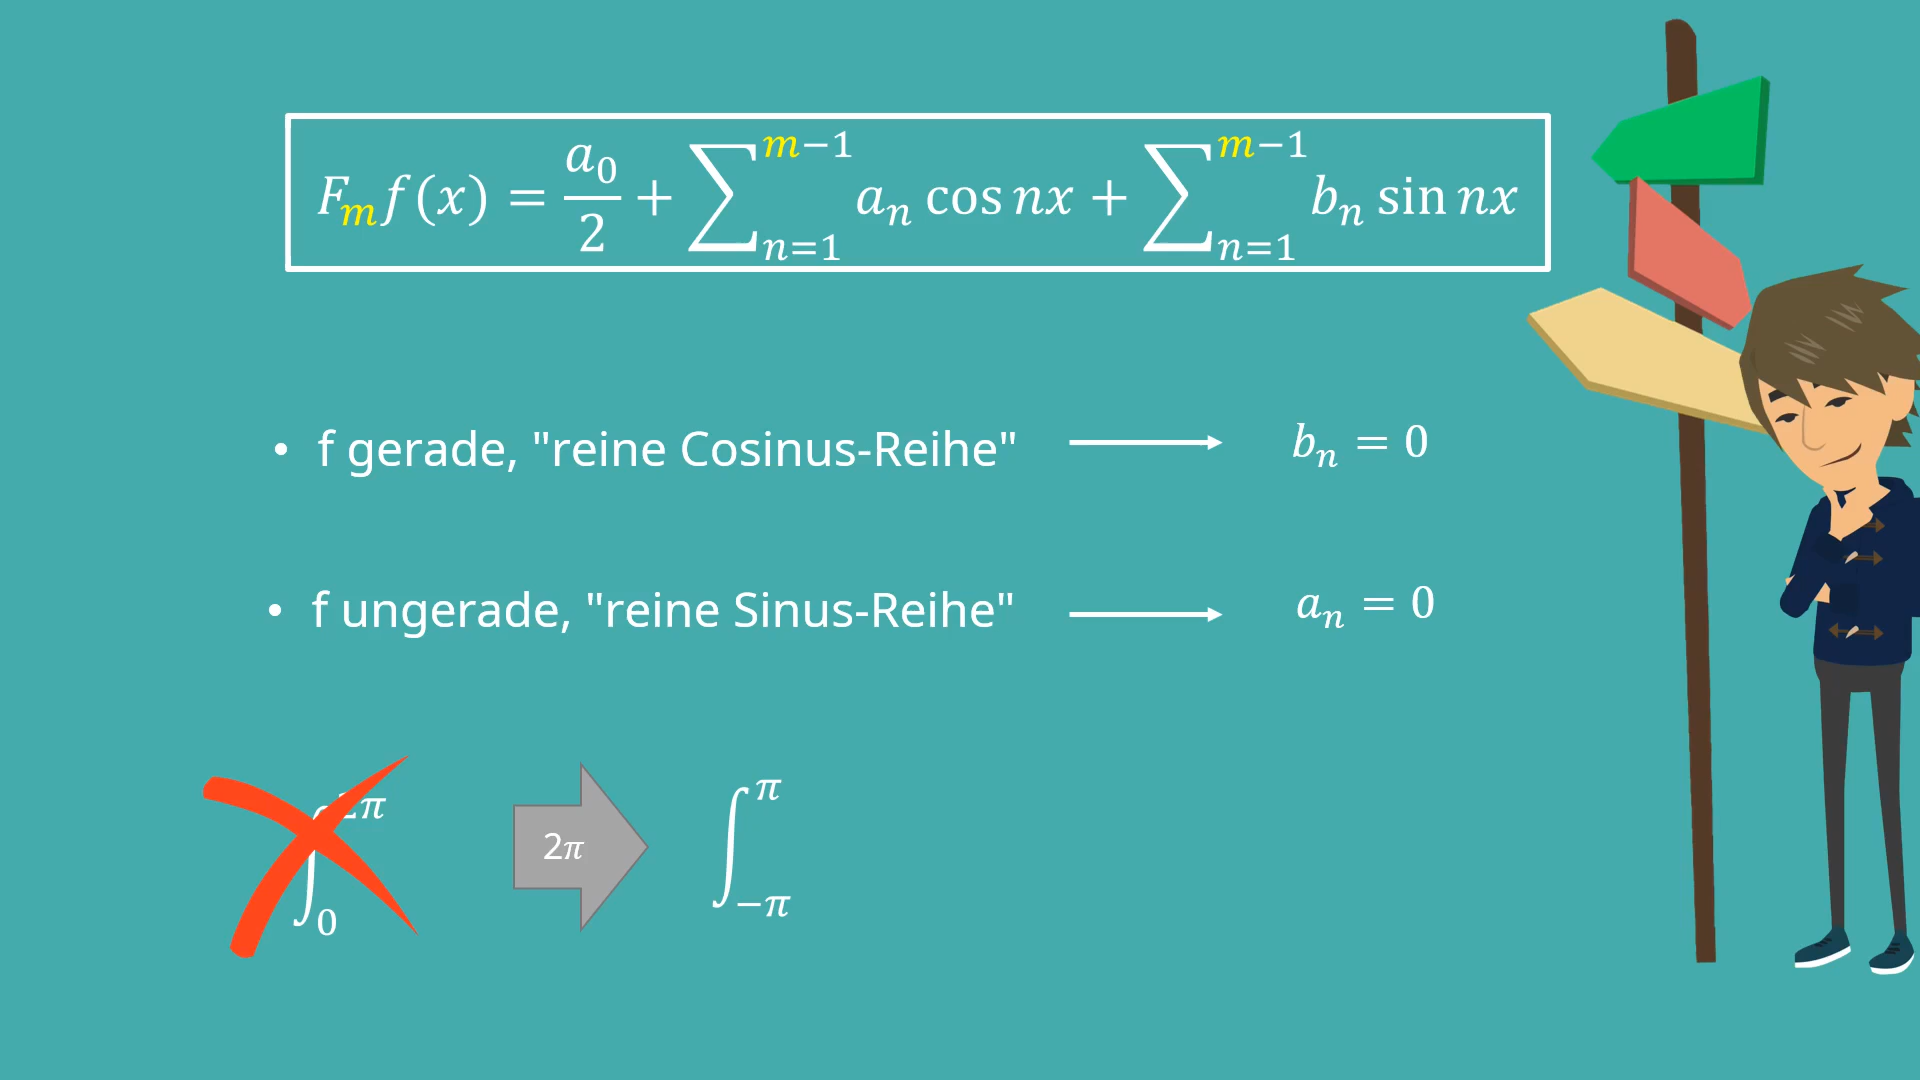 F_m f(x) = a_0/2 + ∑_{n=1}^{m−1} a_n cos nx + ∑_{n=1}^{m−1} b_n sin nx
• f gerade, "reine Cosinus-Reihe" → b_n = 0
• f ungerade, "reine Sinus-Reihe" → a_n = 0
∫_0^{2π} 2π ∫_{−π}^{π}